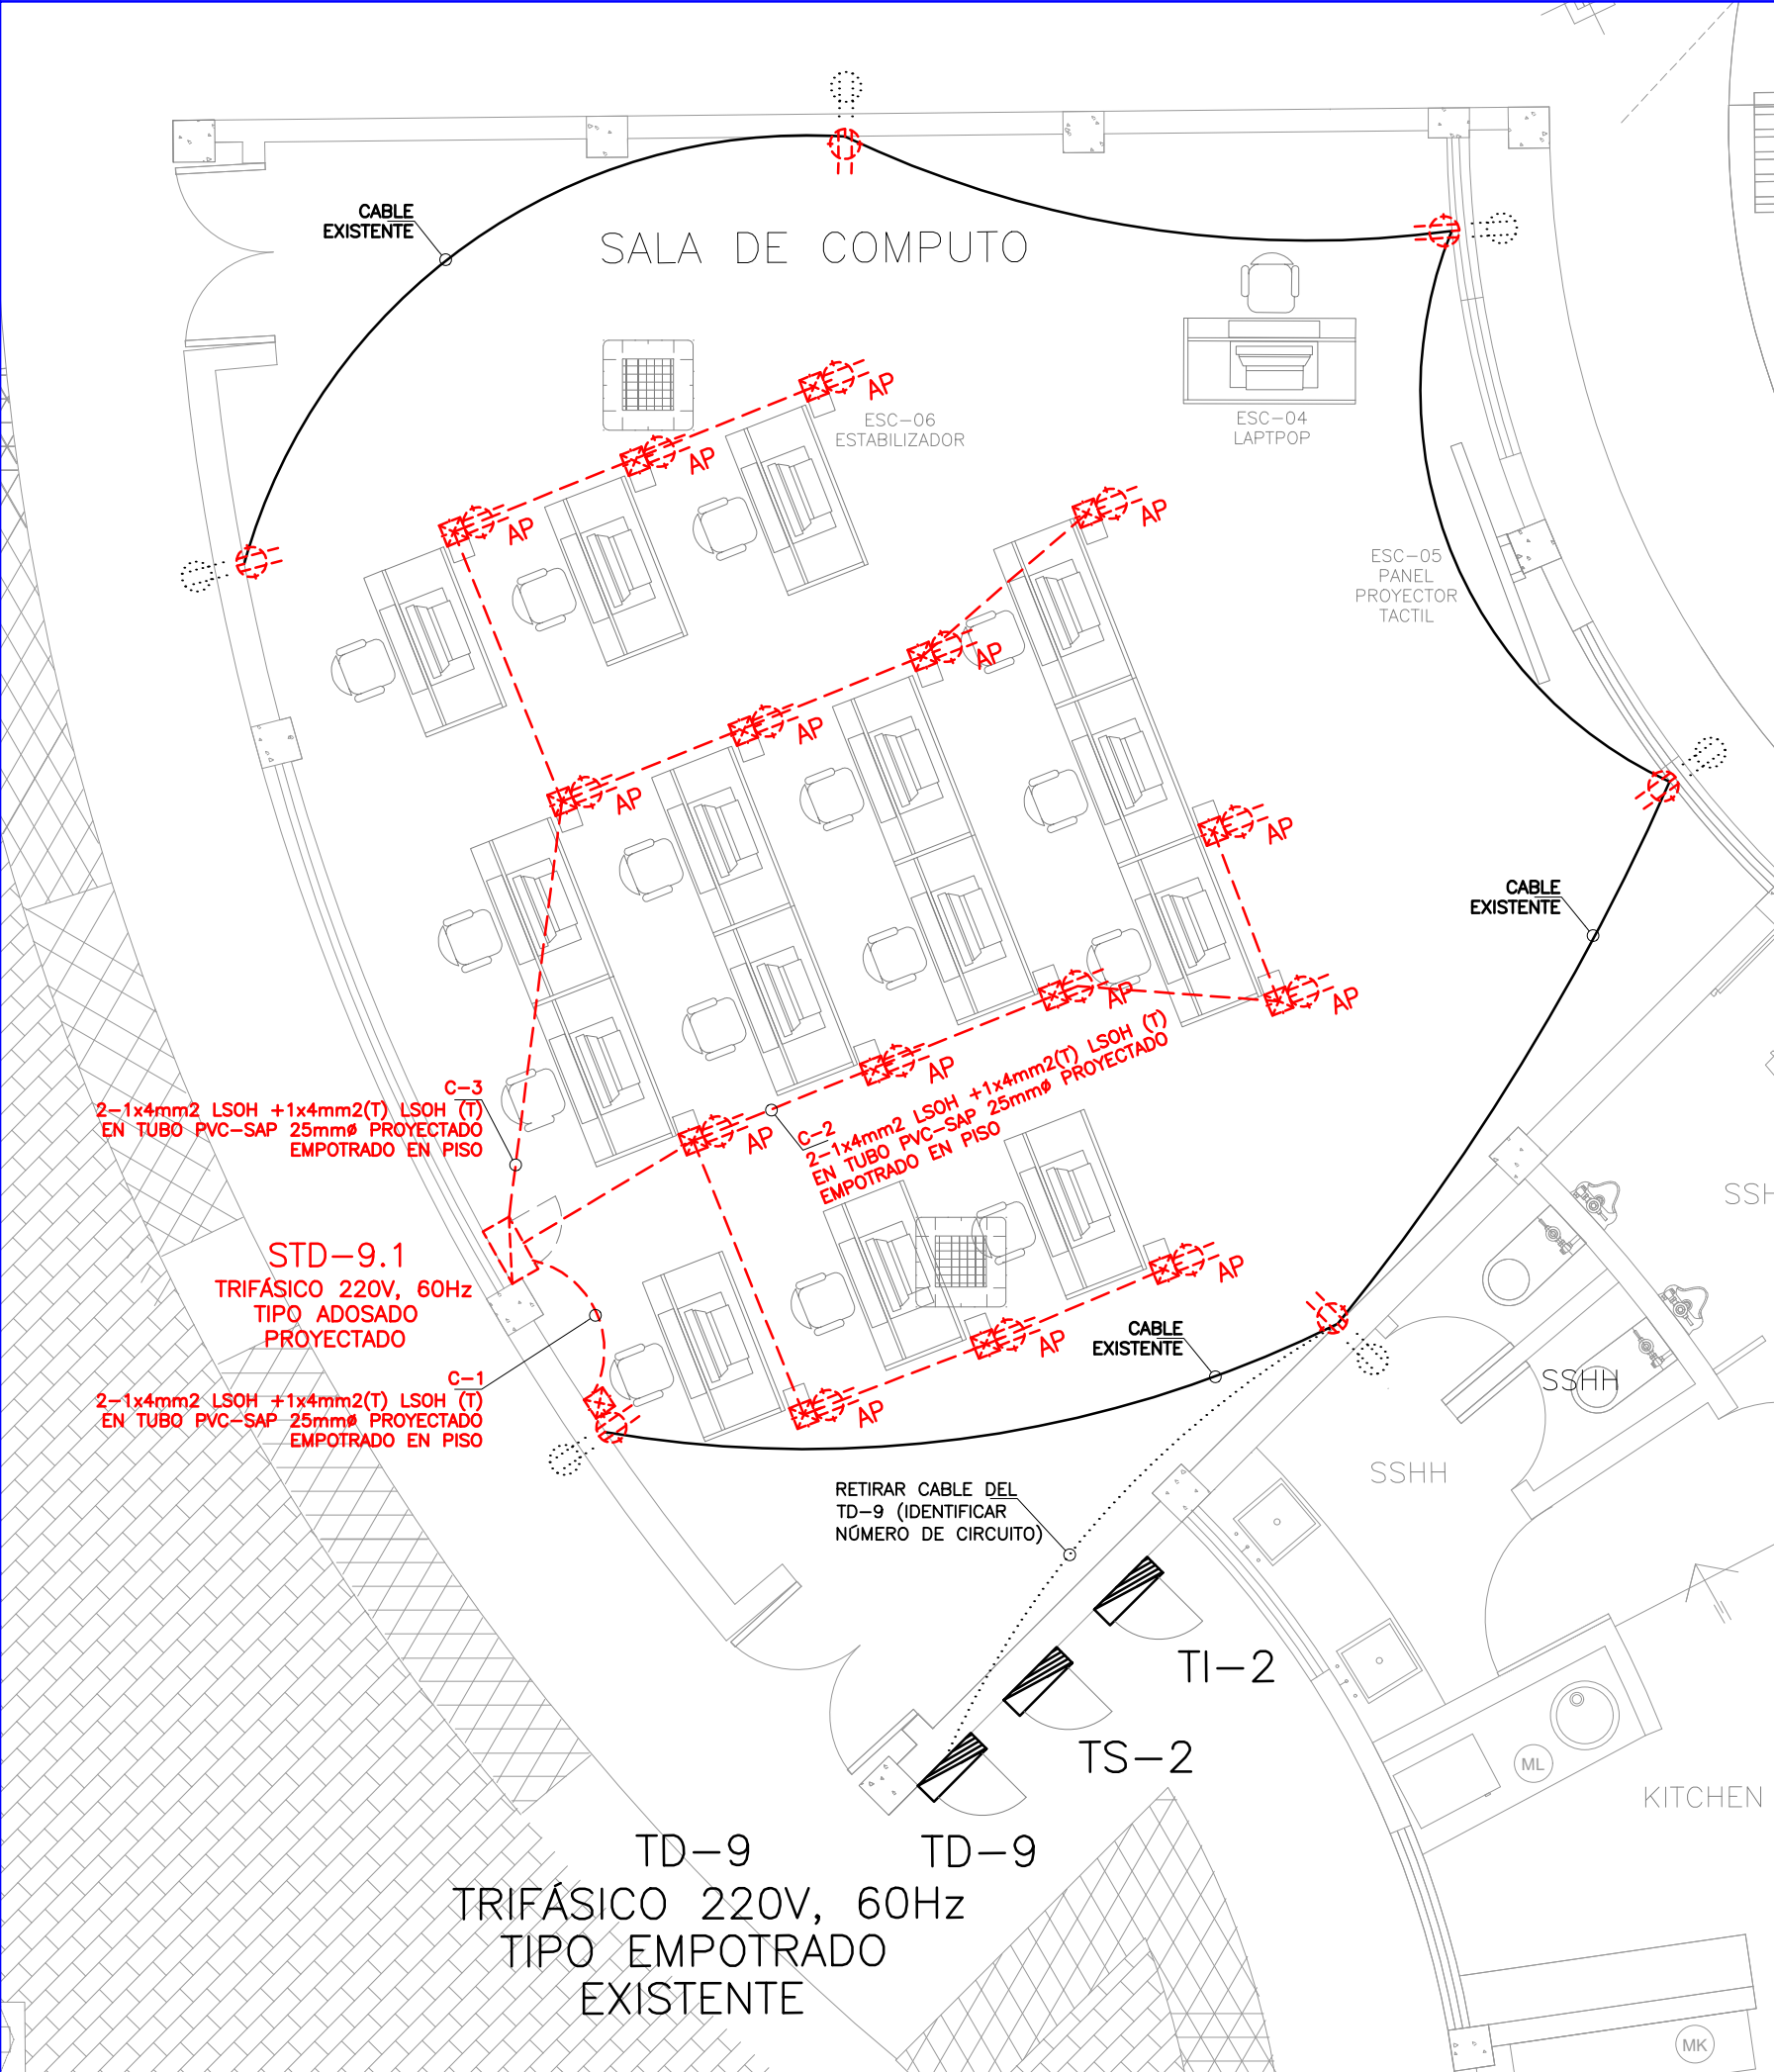 CABLE
EXISTENTE
SALA DE COMPUTO
AP
ESC-06
ESTABILIZADOR
ESC-04
LAPTPOP
AP
AP
AP
ESC-05
PANEL
PROYECTOR
TACTIL
AP
AP
AP
AP
CABLE
EXISTENTE
AP
AP
AP
AP
C-3
2-1x4mm2 LSOH +1x4mm2(T) LSOH (T)
EN TUBO PVC-SAP 25mmø PROYECTADO
EMPOTRADO EN PISO
C-2
2-1x4mm2 LSOH +1x4mm2(T) LSOH (T)
EN TUBO PVC-SAP 25mmø PROYECTADO
EMPOTRADO EN PISO
SSH
STD-9.1
TRIFÁSICO 220V, 60Hz
TIPO ADOSADO
PROYECTADO
AP
AP
AP
CABLE
EXISTENTE
C-1
2-1x4mm2 LSOH +1x4mm2(T) LSOH (T)
EN TUBO PVC-SAP 25mmø PROYECTADO
EMPOTRADO EN PISO
SSHH
SSHH
RETIRAR CABLE DEL
TD-9 (IDENTIFICAR
NÚMERO DE CIRCUITO)
TI-2
TS-2
ML
KITCHEN
TD-9
TD-9
TRIFÁSICO 220V, 60Hz
TIPO EMPOTRADO
EXISTENTE
MK